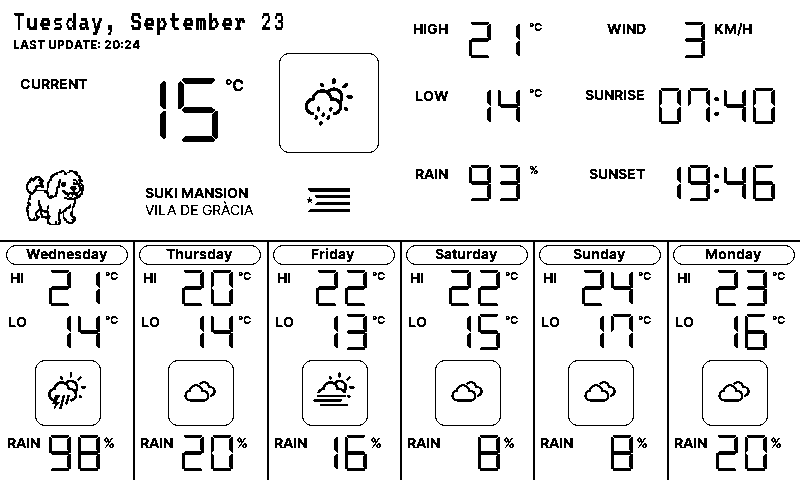 Tuesday, September 23
LAST UPDATE: 20:24
CURRENT 15 °C
SUKI MANSION
VILA DE GRÀCIA
HIGH 21 °C
LOW 14 °C
RAIN 93 %
WIND 3 KM/H
SUNRISE 07:40
SUNSET 19:46
Wednesday
HI 21 °C
LO 14 °C
RAIN 98 %
Thursday
HI 20 °C
LO 14 °C
RAIN 20 %
Friday
HI 22 °C
LO 13 °C
RAIN 16 %
Saturday
HI 22 °C
LO 15 °C
RAIN 8 %
Sunday
HI 24 °C
LO 17 °C
RAIN 8 %
Monday
HI 23 °C
LO 16 °C
RAIN 20 %